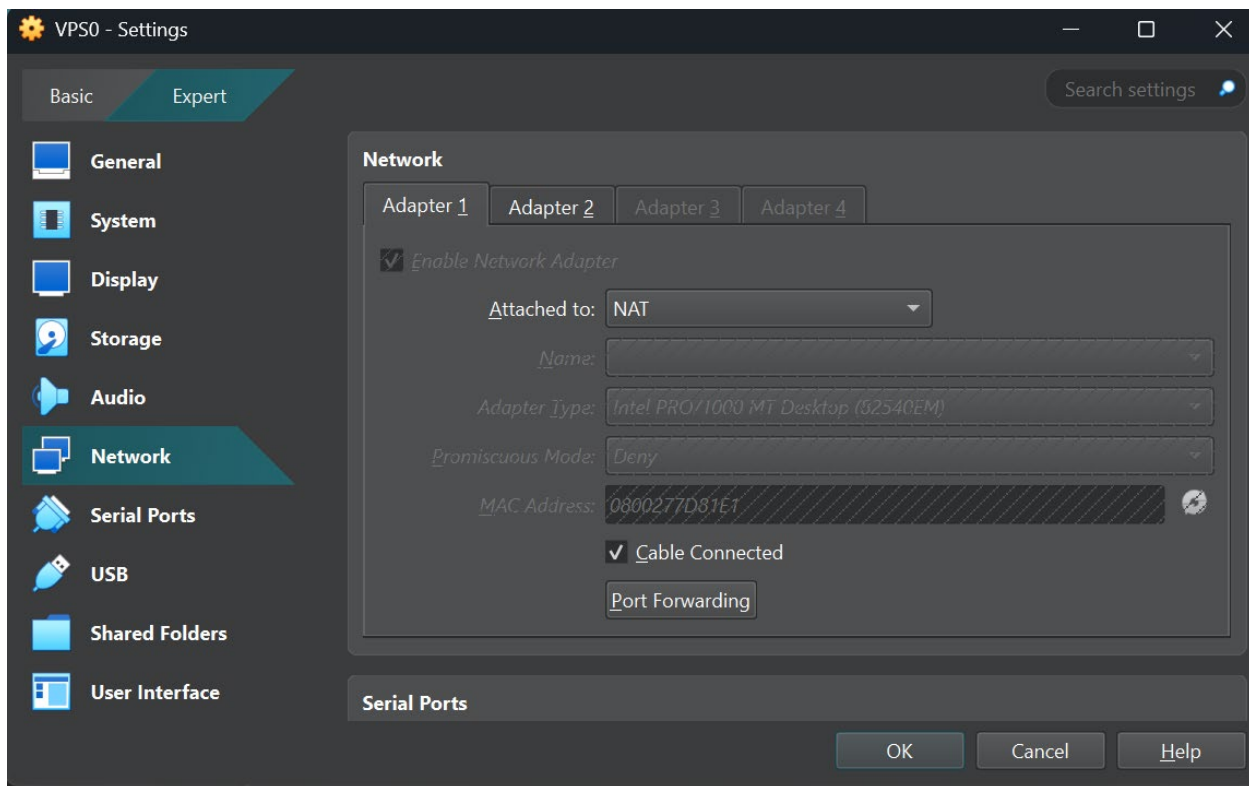 VPS0 - Settings
Basic
Expert
Search settings
General
System
Display
Storage
Audio
Network
Serial Ports
USB
Shared Folders
User Interface
Network
Adapter 1
Adapter 2
Adapter 3
Adapter 4
Enable Network Adapter
Attached to: NAT
Name:
Adapter Type: Intel PRO/1000 MT Desktop (82540EM)
Promiscuous Mode: Deny
MAC Address: 0800277D81E1
Cable Connected
Port Forwarding
Serial Ports
OK
Cancel
Help